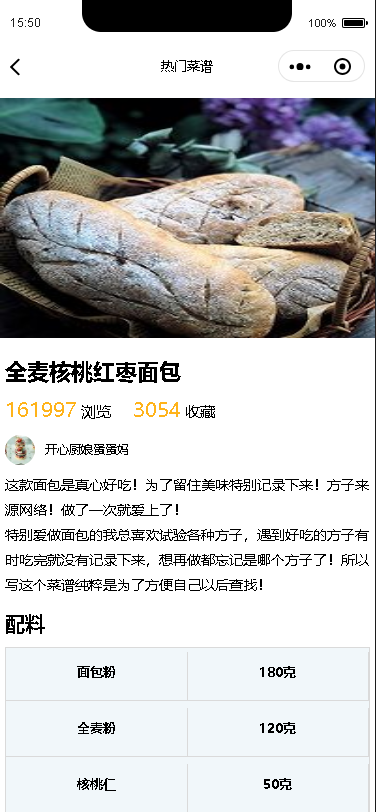 15:50
100%
热门菜谱
全麦核桃红枣面包
161997 浏览 3054 收藏
开心厨娘蛋蛋妈
这款面包是真心好吃！为了留住美味特别记录下来！方子来
源网络！做了一次就爱上了！
特别爱做面包的我总喜欢试验各种方子，遇到好吃的方子有
时吃完就没有记录下来，想再做都忘记是哪个方子了！所以
写这个菜谱纯粹是为了方便自己以后查找！
配料
面包粉 180克
全麦粉 120克
核桃仁 50克